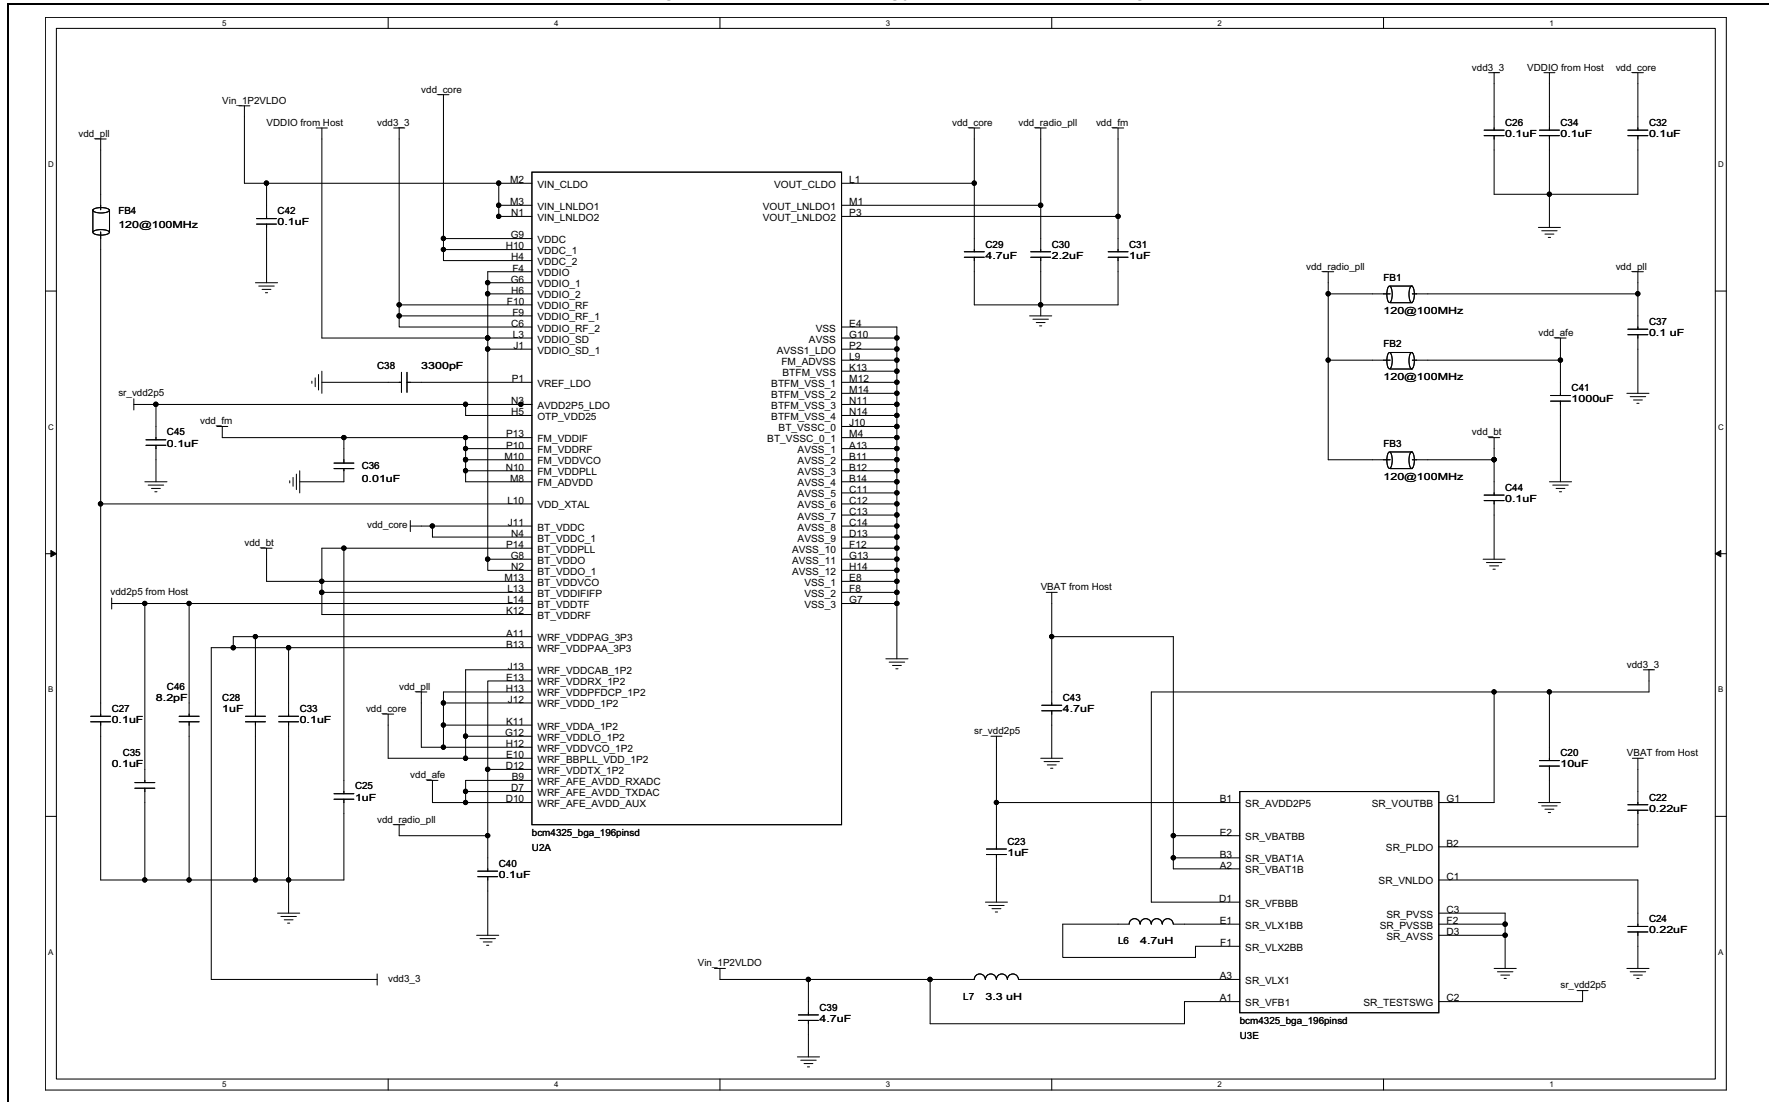 5 4 3 2 1
vdd3_3 VDDIO from Host vdd_core
C26 0.1uF C34 0.1uF C32 0.1uF
vdd_core
Vin_1P2VLDO
VDDIO from Host vdd3_3
vdd_pll
vdd_core vdd_radio_pll vdd_fm
D D
FB4
120@100MHz
C42
0.1uF
M2 VIN_CLDO
M3 VIN_LNLDO1
N1 VIN_LNLDO2
G9 VDDC
H10 VDDC_1
H4 VDDC_2
F4 VDDIO
G6 VDDIO_1
H6 VDDIO_2
F10 VDDIO_RF
F9 VDDIO_RF_1
C6 VDDIO_RF_2
L3 VDDIO_SD
J1 VDDIO_SD_1
C38 3300pF
P1 VREF_LDO
sr_vdd2p5
N3 AVDD2P5_LDO
H5 OTP_VDD25
C45
0.1uF
vdd_fm
C36
0.01uF
P13 FM_VDDIF
P10 FM_VDDRF
M10 FM_VDDVCO
N10 FM_VDDPLL
M8 FM_ADVDD
L10 VDD_XTAL
vdd_core
J11 BT_VDDC
N4 BT_VDDC_1
P14 BT_VDDPLL
G8 BT_VDDO
N2 BT_VDDO_1
M13 BT_VDDVCO
L13 BT_VDDIFIFP
L14 BT_VDDTF
K12 BT_VDDRF
vdd_bt
vdd2p5 from Host
A11 WRF_VDDPAG_3P3
B13 WRF_VDDPAA_3P3
J13 WRF_VDDCAB_1P2
E13 WRF_VDDRX_1P2
H13 WRF_VDDPFDCP_1P2
J12 WRF_VDDD_1P2
K11 WRF_VDDA_1P2
G12 WRF_VDDLO_1P2
H12 WRF_VDDVCO_1P2
E10 WRF_BBPLL_VDD_1P2
D12 WRF_VDDTX_1P2
B9 WRF_AFE_AVDD_RXADC
D7 WRF_AFE_AVDD_TXDAC
D10 WRF_AFE_AVDD_AUX
vdd_pll
vdd_core
vdd_afe
vdd_radio_pll
bcm4325_bga_196pinsd
U2A
C27
0.1uF
C46
8.2pF
C28
1uF
C33
0.1uF
C35
0.1uF
C25
1uF
C40
0.1uF
vdd3_3
VOUT_CLDO L1
VOUT_LNLDO1 M1
VOUT_LNLDO2 P3
C29
4.7uF
C30
2.2uF
C31
1uF
VSS E4
AVSS G10
AVSS1_LDO P2
FM_ADVSS L9
BTFM_VSS K13
BTFM_VSS_1 M12
BTFM_VSS_2 M14
BTFM_VSS_3 N11
BTFM_VSS_4 N14
BT_VSSC_0 J10
BT_VSSC_0_1 M4
AVSS_1 A13
AVSS_2 B11
AVSS_3 B12
AVSS_4 B14
AVSS_5 C11
AVSS_6 C12
AVSS_7 C13
AVSS_8 C14
AVSS_9 D13
AVSS_10 F12
AVSS_11 G13
AVSS_12 H14
VSS_1 E8
VSS_2 F8
VSS_3 G7
vdd_radio_pll
FB1
120@100MHz
vdd_pll
C37
0.1 uF
FB2
120@100MHz
vdd_afe
C41
1000uF
FB3
120@100MHz
vdd_bt
C44
0.1uF
C C
VBAT from Host
C43
4.7uF
sr_vdd2p5
C23
1uF
vdd3_3
C20
10uF
VBAT from Host
C22
0.22uF
C24
0.22uF
B B
B1 SR_AVDD2P5
E2 SR_VBATBB
B3 SR_VBAT1A
A2 SR_VBAT1B
D1 SR_VFBBB
E1 SR_VLX1BB
F1 SR_VLX2BB
A3 SR_VLX1
A1 SR_VFB1
SR_VOUTBB G1
SR_PLDO B2
SR_VNLDO C1
SR_PVSS C3
SR_PVSSB F2
SR_AVSS D3
SR_TESTSWG C2
sr_vdd2p5
L6 4.7uH
Vin_1P2VLDO
L7 3.3 uH
C39
4.7uF
bcm4325_bga_196pinsd
U3E
A A
5 4 3 2 1